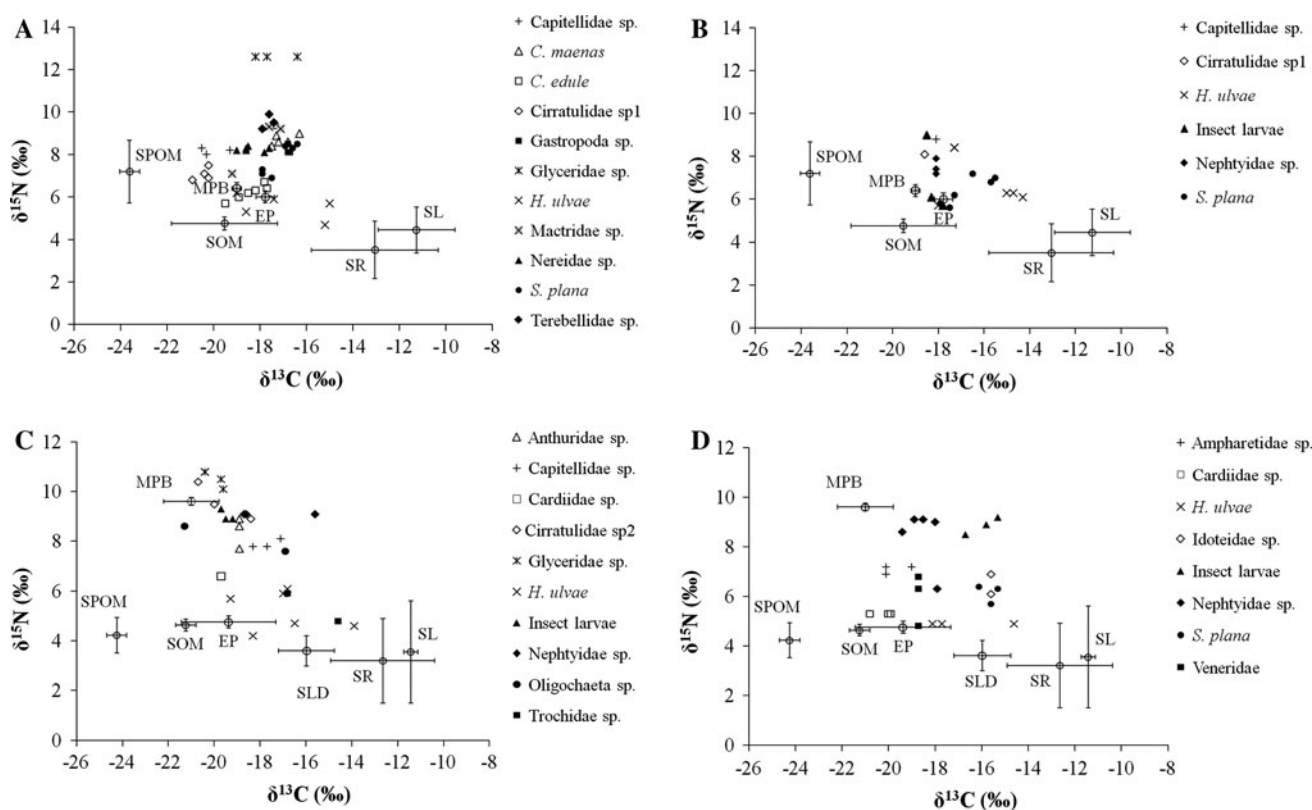 A
14
12
10
8
6
4
2
0
δ15N (‰)
-26 -24 -22 -20 -18 -16 -14 -12 -10 -8
δ13C (‰)
SPOM
MPB
EP
SOM
SL
SR
Capitellidae sp.
C. maenas
C. edule
Cirratulidae sp1
Gastropoda sp.
Glyceridae sp.
H. ulvae
Mactridae sp.
Nereidae sp.
S. plana
Terebellidae sp.
B
14
12
10
8
6
4
2
0
δ15N (‰)
-26 -24 -22 -20 -18 -16 -14 -12 -10 -8
δ13C (‰)
SPOM
MPB
EP
SOM
SL
SR
Capitellidae sp.
Cirratulidae sp1
H. ulvae
Insect larvae
Nephtyidae sp.
S. plana
C
12
10
8
6
4
2
0
δ15N (‰)
-26 -24 -22 -20 -18 -16 -14 -12 -10 -8
δ13C (‰)
MPB
SPOM
SOM
EP
SLD
SR
SL
Anthuridae sp.
Capitellidae sp.
Cardiidae sp.
Cirratulidae sp2
Glyceridae sp.
H. ulvae
Insect larvae
Nephtyidae sp.
Oligochaeta sp.
Trochidae sp.
D
12
10
8
6
4
2
0
δ15N (‰)
-26 -24 -22 -20 -18 -16 -14 -12 -10 -8
δ13C (‰)
MPB
SPOM
SOM
EP
SLD
SR
SL
Ampharetidae sp.
Cardiidae sp.
H. ulvae
Idoteidae sp.
Insect larvae
Nephtyidae sp.
S. plana
Veneridae